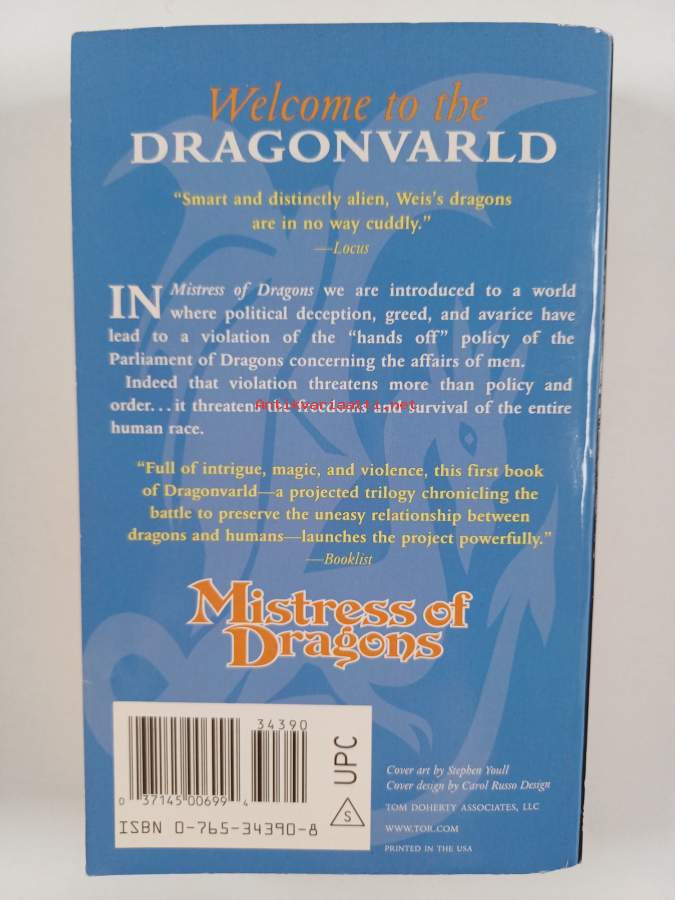 Welcome to the
DRAGONVARLD
“Smart and distinctly alien, Weis’s dragons
are in no way cuddly.”
—Locus
IN Mistress of Dragons we are introduced to a world
where political deception, greed, and avarice have
lead to a violation of the “hands off” policy of the
Parliament of Dragons concerning the affairs of men.
Indeed that violation threatens more than policy and
order...it threatens and survival of the entire
Antikvariaatti.net
human race.
“Full of intrigue, magic, and violence, this first book
of Dragonvarld—a projected trilogy chronicling the
battle to preserve the uneasy relationship between
dragons and humans—launches the project powerfully.”
—Booklist
Mistress of
Dragons
34390
0 37145 00699 4
ISBN 0-765-34390-8
S
UPC
Cover art by Stephen Youll
Cover design by Carol Russo Design
TOM DOHERTY ASSOCIATES, LLC
WWW.TOR.COM
PRINTED IN THE USA